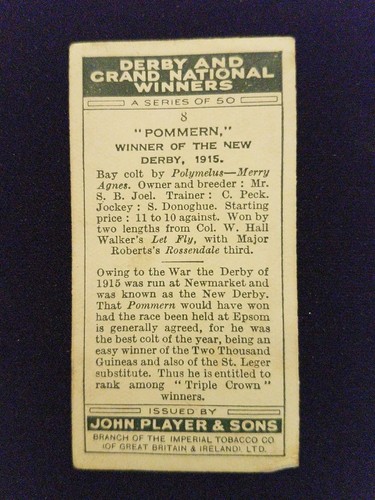 DERBY AND
GRAND NATIONAL
WINNERS
A SERIES OF 50
8
"POMMERN,"
WINNER OF THE NEW
DERBY, 1915.
Bay colt by Polymelus—Merry
Agnes. Owner and breeder: Mr.
S. B. Joel. Trainer: C. Peck.
Jockey: S. Donoghue. Starting
price: 11 to 10 against. Won by
two lengths from Col. W. Hall
Walker's Let Fly, with Major
Roberts's Rossendale third.
Owing to the War the Derby of
1915 was run at Newmarket and
was known as the New Derby.
That Pommern would have won
had the race been held at Epsom
is generally agreed, for he was
the best colt of the year, being an
easy winner of the Two Thousand
Guineas and also of the St. Leger
substitute. Thus he is entitled to
rank among "Triple Crown"
winners.
ISSUED BY
JOHN PLAYER & SONS
BRANCH OF THE IMPERIAL TOBACCO CO.
(OF GREAT BRITAIN & IRELAND), LTD.